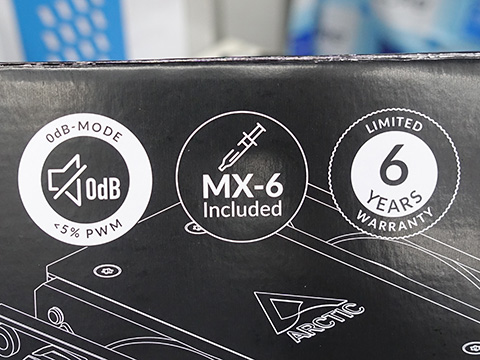 0dB-MODE
0dB
<5% PWM
MX-6
Included
LIMITED
6
YEARS
WARRANTY
ARCTIC